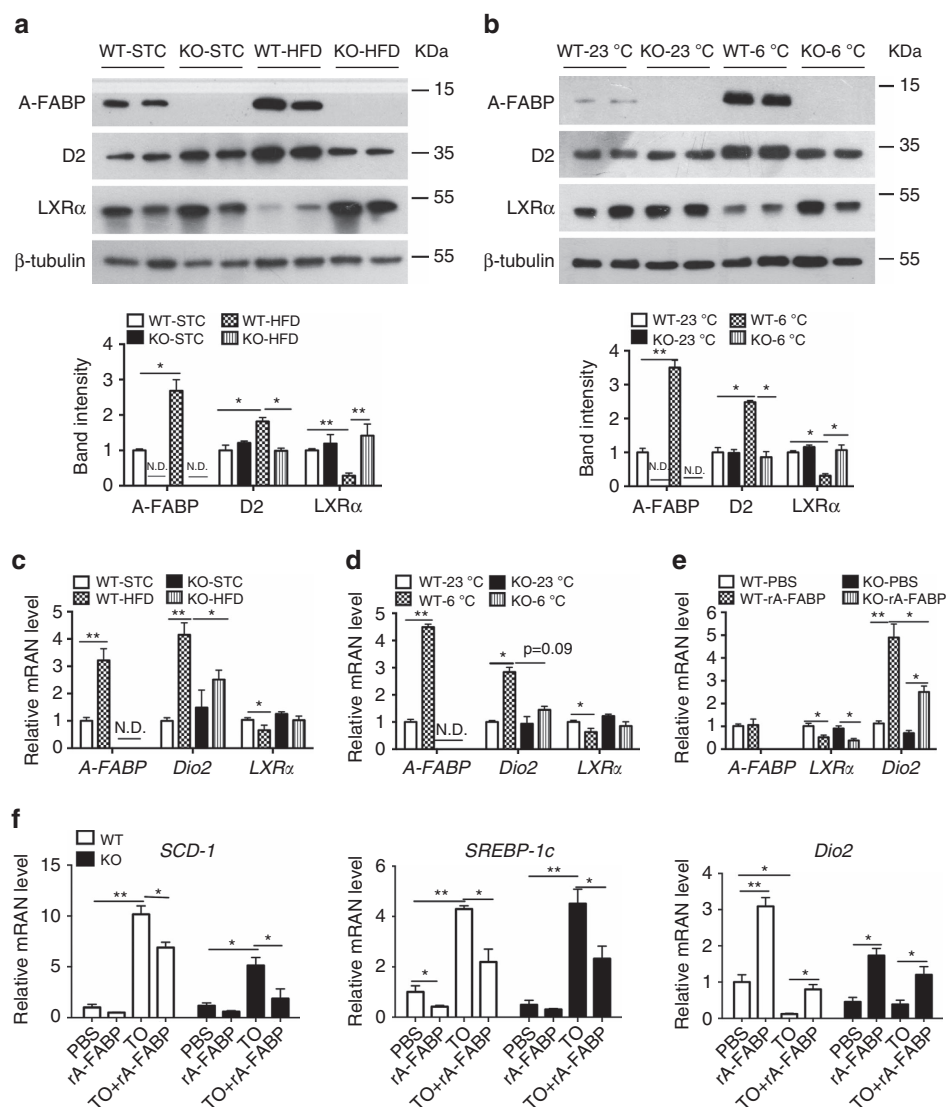 a
WT-STC KO-STC WT-HFD KO-HFD KDa
A-FABP
15
D2
35
LXRα
55
β-tubulin
55
WT-STC WT-HFD
KO-STC KO-HFD
Band intensity
4
3
2
1
0
*
N.D.
N.D.
*
*
**
**
A-FABP D2 LXRα
b
WT-23 °C KO-23 °C WT-6 °C KO-6 °C KDa
A-FABP
15
D2
35
LXRα
55
β-tubulin
55
WT-23 °C WT-6 °C
KO-23 °C KO-6 °C
Band intensity
4
3
2
1
0
**
N.D.
N.D.
*
*
*
*
A-FABP D2 LXRα
c
WT-STC KO-STC
WT-HFD KO-HFD
Relative mRAN level
5
4
3
2
1
0
**
N.D.
**
*
*
A-FABP Dio2 LXRα
d
WT-23 °C KO-23 °C
WT-6 °C KO-6 °C
Relative mRAN level
5
4
3
2
1
0
**
N.D.
*
p=0.09
*
A-FABP Dio2 LXRα
e
WT-PBS KO-PBS
WT-rA-FABP KO-rA-FABP
Relative mRAN level
6
5
4
3
2
1
0
*
*
**
*
*
A-FABP LXRα Dio2
f
WT
KO
SCD-1
Relative mRAN level
15
10
5
0
**
*
*
*
PBS rA-FABP TO TO+rA-FABP PBS rA-FABP TO TO+rA-FABP
SREBP-1c
Relative mRAN level
6
4
2
0
*
**
*
**
*
PBS rA-FABP TO TO+rA-FABP PBS rA-FABP TO TO+rA-FABP
Dio2
Relative mRAN level
4
3
2
1
0
*
**
*
*
*
PBS rA-FABP TO TO+rA-FABP PBS rA-FABP TO TO+rA-FABP